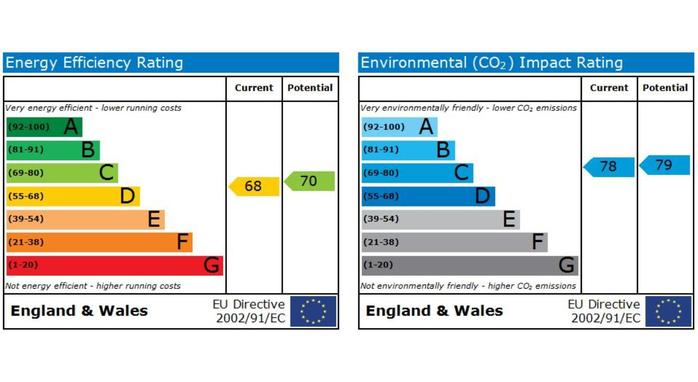 Energy Efficiency Rating
Current Potential
Very energy efficient - lower running costs
(92-100) A
(81-91) B
(69-80) C
(55-68) D
(39-54) E
(21-38) F
(1-20) G
68
70
Not energy efficient - higher running costs
England & Wales
EU Directive
2002/91/EC
Environmental (CO₂) Impact Rating
Current Potential
Very environmentally friendly - lower CO₂ emissions
(92-100) A
(81-91) B
(69-80) C
(55-68) D
(39-54) E
(21-38) F
(1-20) G
78
79
Not environmentally friendly - higher CO₂ emissions
England & Wales
EU Directive
2002/91/EC